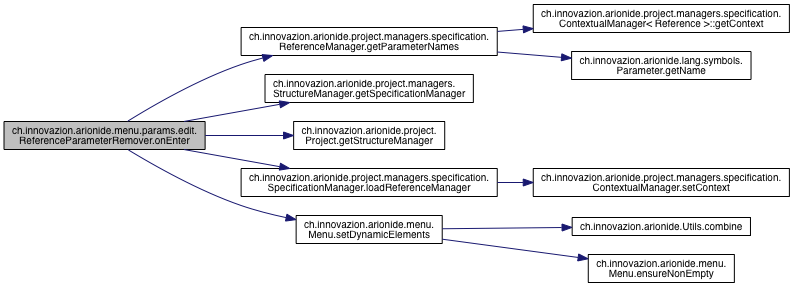 ch.innovazion.arionide.menu.params.edit.
ReferenceParameterRemover.onEnter
ch.innovazion.arionide.project.managers.specification.
ReferenceManager.getParameterNames
ch.innovazion.arionide.project.managers.specification.
ContextualManager< Reference >::getContext
ch.innovazion.arionide.lang.symbols.
Parameter.getName
ch.innovazion.arionide.project.managers.
StructureManager.getSpecificationManager
ch.innovazion.arionide.project.
Project.getStructureManager
ch.innovazion.arionide.project.managers.specification.
SpecificationManager.loadReferenceManager
ch.innovazion.arionide.project.managers.specification.
ContextualManager.setContext
ch.innovazion.arionide.menu.
Menu.setDynamicElements
ch.innovazion.arionide.Utils.combine
ch.innovazion.arionide.menu.
Menu.ensureNonEmpty